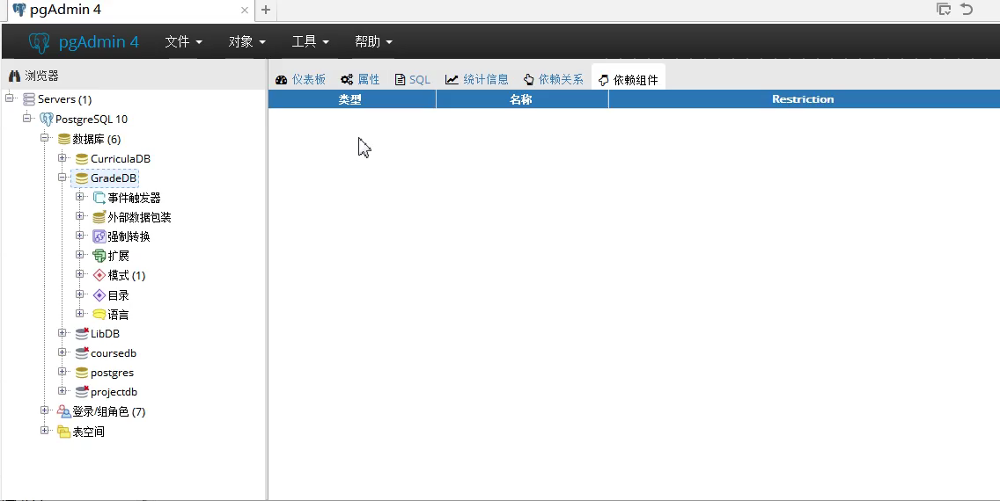 pgAdmin 4
pgAdmin 4 文件 对象 工具 帮助
浏览器
仪表板 属性 SQL 统计信息 依赖关系 依赖组件
类型 名称 Restriction
Servers (1)
PostgreSQL 10
数据库 (6)
CurriculaDB
GradeDB
事件触发器
外部数据包装
强制转换
扩展
模式 (1)
目录
语言
LibDB
coursedb
postgres
projectdb
登录/组角色 (7)
表空间